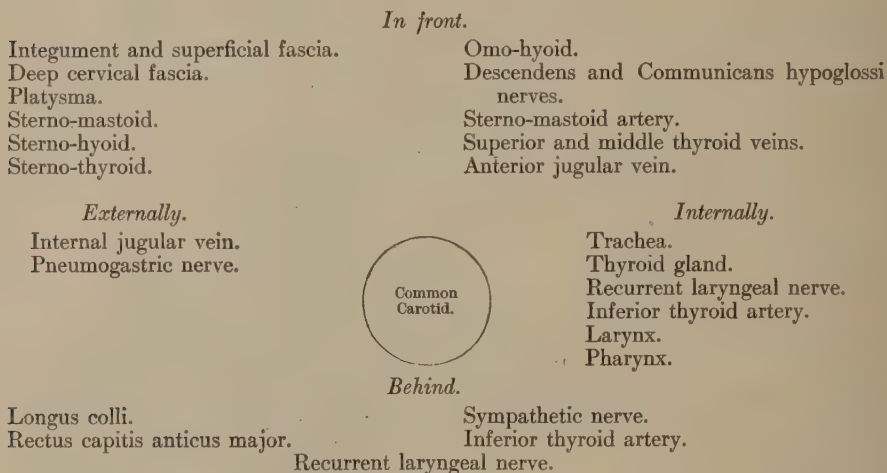 In front.
Integument and superficial fascia.
Deep cervical fascia.
Platysma.
Sterno-mastoid.
Sterno-hyoid.
Sterno-thyroid.
Omo-hyoid.
Descendens and Communicans hypoglossi
nerves.
Sterno-mastoid artery.
Superior and middle thyroid veins.
Anterior jugular vein.
Externally.
Internal jugular vein.
Pneumogastric nerve.
Common
Carotid.
Internally.
Trachea.
Thyroid gland.
Recurrent laryngeal nerve.
Inferior thyroid artery.
Larynx.
Pharynx.
Behind.
Longus colli.
Rectus capitis anticus major.
Sympathetic nerve.
Inferior thyroid artery.
Recurrent laryngeal nerve.